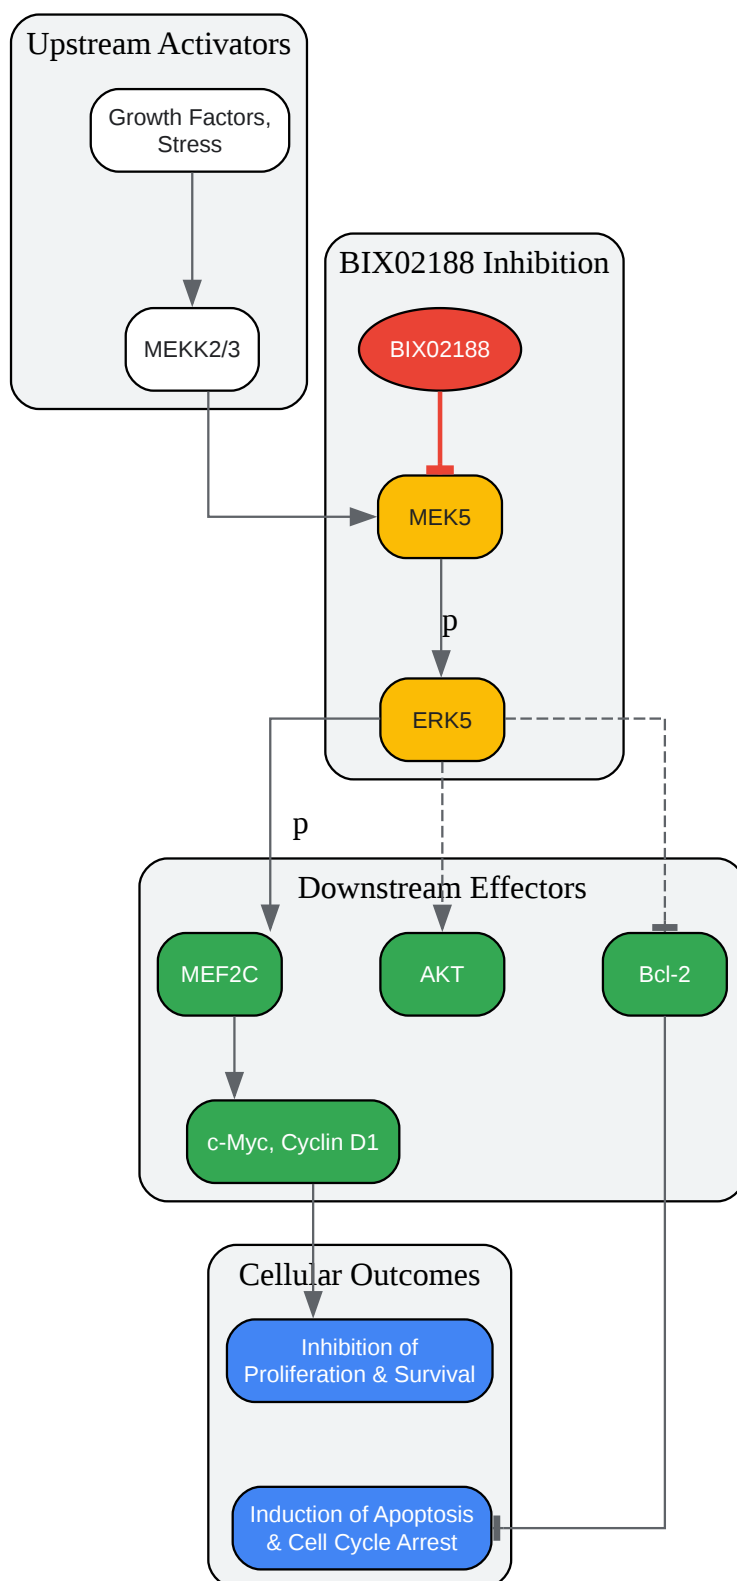 Upstream Activators
Growth Factors,
Stress
MEKK2/3
BIX02188 Inhibition
BIX02188
MEK5
p
ERK5
p
Downstream Effectors
MEF2C
AKT
Bcl-2
c-Myc, Cyclin D1
Cellular Outcomes
Inhibition of
Proliferation & Survival
Induction of Apoptosis
& Cell Cycle Arrest